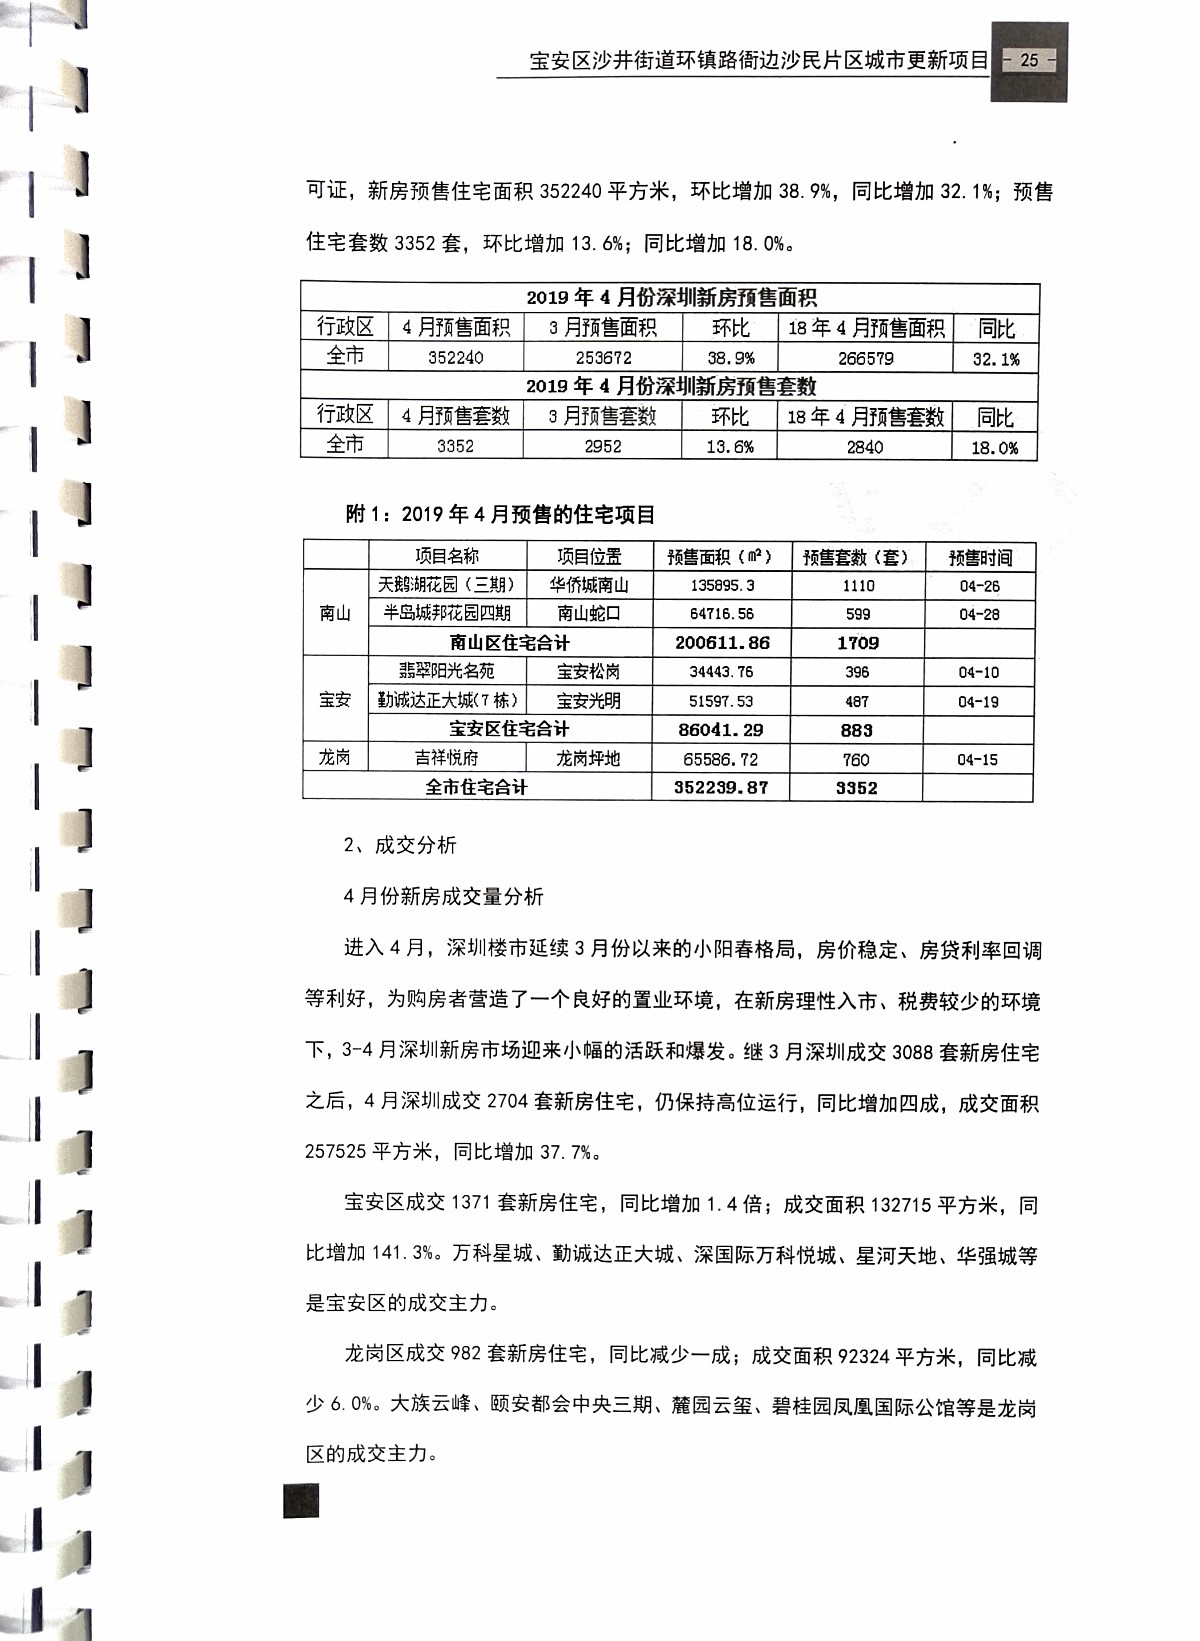 宝安区沙井街道环镇路衙边沙民片区城市更新项目
- 25 -
可证，新房预售住宅面积 352240 平方米，环比增加 38.9%，同比增加 32.1%；预售
住宅套数 3352 套，环比增加 13.6%；同比增加 18.0%。
2019 年 4 月份深圳新房预售面积
行政区 4 月预售面积 3 月预售面积 环比 18 年 4 月预售面积 同比
全市 352240 253672 38.9% 266579 32.1%
2019 年 4 月份深圳新房预售套数
行政区 4 月预售套数 3 月预售套数 环比 18 年 4 月预售套数 同比
全市 3352 2952 13.6% 2840 18.0%
附 1：2019 年 4 月预售的住宅项目
项目名称 项目位置 预售面积（㎡） 预售套数（套） 预售时间
南山 天鹅湖花园（三期） 华侨城南山 135895.3 1110 04-26
半岛城邦花园四期 南山蛇口 64716.56 599 04-28
南山区住宅合计 200611.86 1709
宝安 翡翠阳光名苑 宝安松岗 34443.76 396 04-10
勤诚达正大城(7 栋) 宝安光明 51597.53 487 04-19
宝安区住宅合计 86041.29 883
龙岗 吉祥悦府 龙岗坪地 65586.72 760 04-15
全市住宅合计 352239.87 3352
2、成交分析
4 月份新房成交量分析
进入 4 月，深圳楼市延续 3 月份以来的小阳春格局，房价稳定、房贷利率回调
等利好，为购房者营造了一个良好的置业环境，在新房理性入市、税费较少的环境
下，3-4 月深圳新房市场迎来小幅的活跃和爆发。继 3 月深圳成交 3088 套新房住宅
之后，4 月深圳成交 2704 套新房住宅，仍保持高位运行，同比增加四成，成交面积
257525 平方米，同比增加 37.7%。
宝安区成交 1371 套新房住宅，同比增加 1.4 倍；成交面积 132715 平方米，同
比增加 141.3%。万科星城、勤诚达正大城、深国际万科悦城、星河天地、华强城等
是宝安区的成交主力。
龙岗区成交 982 套新房住宅，同比减少一成；成交面积 92324 平方米，同比减
少 6.0%。大族云峰、颐安都会中央三期、麓园云玺、碧桂园凤凰国际公馆等是龙岗
区的成交主力。